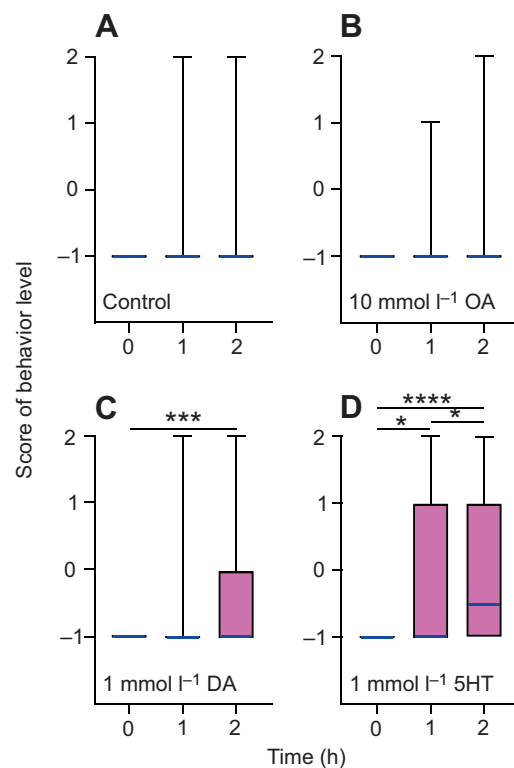 A
B
Score of behavior level
2
1
0
–1
Control
0 1 2
2
1
0
–1
10 mmol l–1 OA
0 1 2
C
***
2
1
0
–1
1 mmol l–1 DA
0 1 2
D
****
* *
2
1
0
–1
1 mmol l–1 5HT
0 1 2
Time (h)